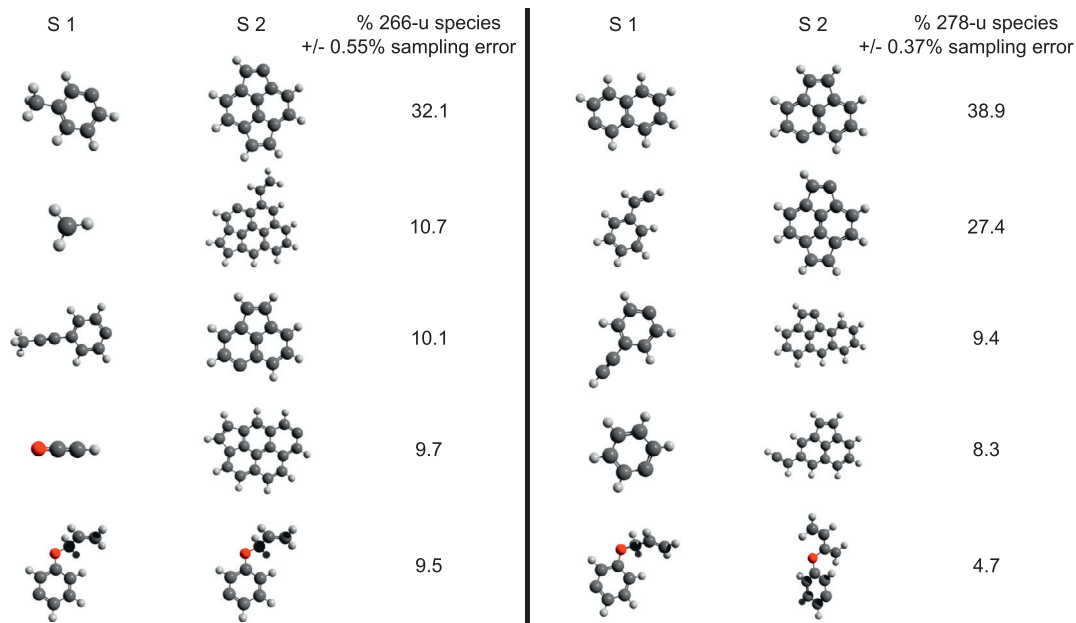 S 1 S 2 % 266-u species
+/- 0.55% sampling error
32.1
10.7
10.1
9.7
9.5
S 1 S 2 % 278-u species
+/- 0.37% sampling error
38.9
27.4
9.4
8.3
4.7